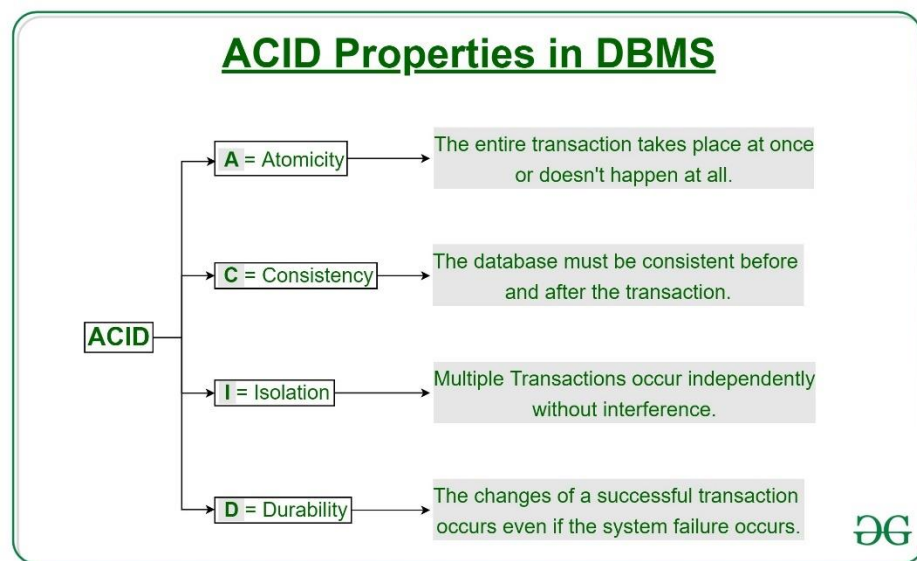 ACID Properties in DBMS
A = Atomicity
The entire transaction takes place at once
or doesn't happen at all.
C = Consistency
The database must be consistent before
and after the transaction.
ACID
I = Isolation
Multiple Transactions occur independently
without interference.
D = Durability
The changes of a successful transaction
occurs even if the system failure occurs.